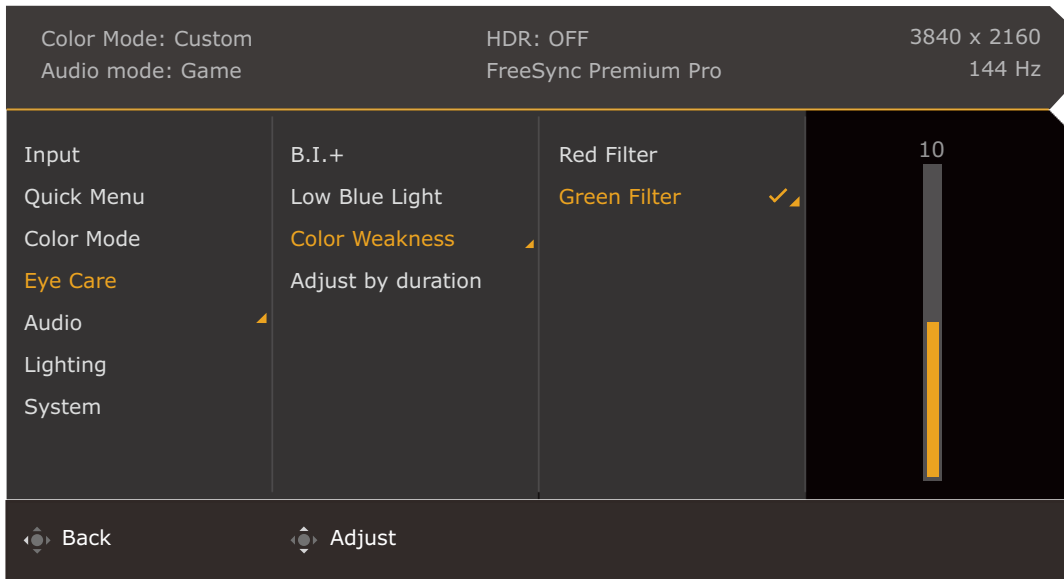 Color Mode: Custom
HDR: OFF
3840 x 2160
Audio mode: Game
FreeSync Premium Pro
144 Hz
Input
Quick Menu
Color Mode
Eye Care
Audio
Lighting
System
B.I.+
Low Blue Light
Color Weakness
Adjust by duration
Red Filter
Green Filter
10
Back
Adjust